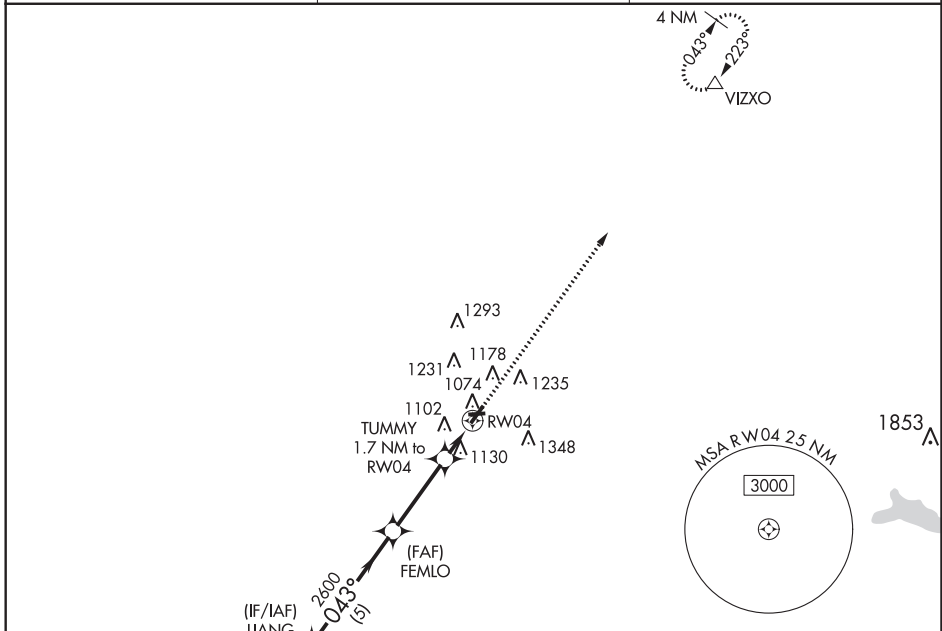 4 NM
043°
223°
VIZXO
1293
1231
1178
1074
1235
1102
RW04
TUMMY
1.7 NM to
RW04
1130
1348
1853
MSA RW04 25 NM
3000
(FAF)
FEMLO
2600
043°
(5)
(IF/IAF)